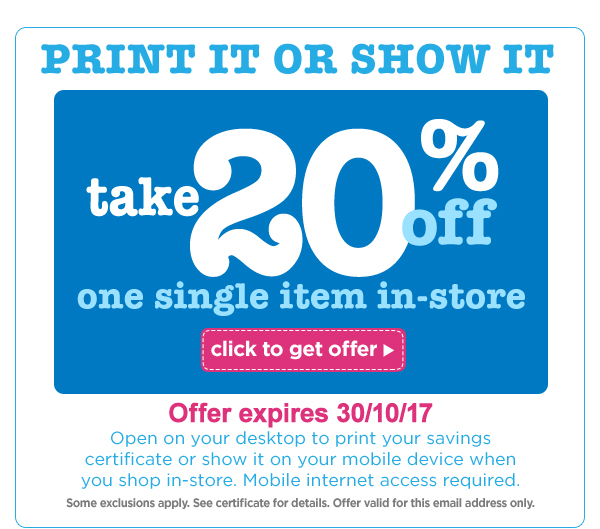 PRINT IT OR SHOW IT
take 20% off
one single item in-store
click to get offer
Offer expires 30/10/17
Open on your desktop to print your savings
certificate or show it on your mobile device when
you shop in-store. Mobile internet access required.
Some exclusions apply. See certificate for details. Offer valid for this email address only.